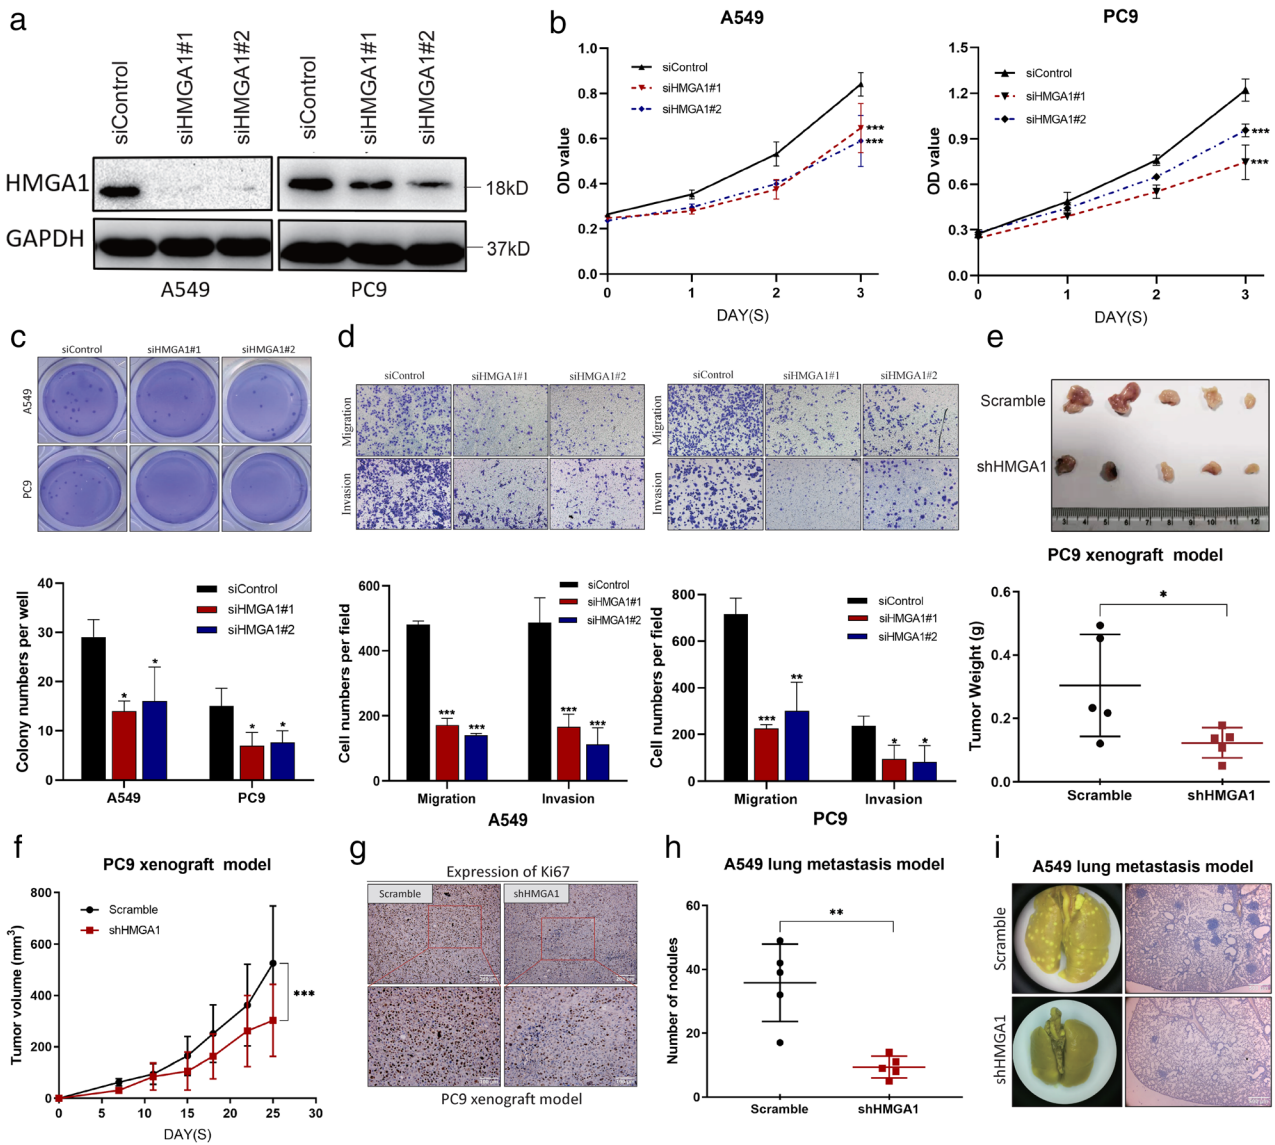 a
siControl
siHMGA1#1
siHMGA1#2
siControl
siHMGA1#1
siHMGA1#2
HMGA1
18kD
GAPDH
37kD
A549
PC9
b
A549
siControl
siHMGA1#1
siHMGA1#2
OD value
1.0
0.8
0.6
0.4
0.2
0.0
***
***
0 1 2 3
DAY(S)
PC9
siControl
siHMGA1#1
siHMGA1#2
OD value
1.5
1.2
0.9
0.6
0.3
0.0
***
***
0 1 2 3
DAY(S)
c
siControl siHMGA1#1 siHMGA1#2
A549
PC9
Colony numbers per well
40
30
20
10
0
siControl
siHMGA1#1
siHMGA1#2
* *
* *
A549 PC9
d
siControl siHMGA1#1 siHMGA1#2
Migration
Invasion
siControl siHMGA1#1 siHMGA1#2
Migration
Invasion
Cell numbers per field
600
400
200
0
siControl
siHMGA1#1
siHMGA1#2
*** ***
*** ***
Migration Invasion
A549
Cell numbers per field
800
600
400
200
0
siControl
siHMGA1#1
siHMGA1#2
*** **
* *
Migration Invasion
PC9
e
Scramble
shHMGA1
3 4 5 6 7 8 9 10 11 12
PC9 xenograft model
Tumor Weight (g)
0.6
0.4
0.2
0.0
*
Scramble shHMGA1
f
PC9 xenograft model
Scramble
shHMGA1
Tumor volume (mm3)
800
600
400
200
0
***
0 5 10 15 20 25 30
DAY(S)
g
Expression of Ki67
Scramble shHMGA1
PC9 xenograft model
h
A549 lung metastasis model
Number of nodules
60
40
20
0
**
Scramble shHMGA1
i
A549 lung metastasis model
Scramble
shHMGA1